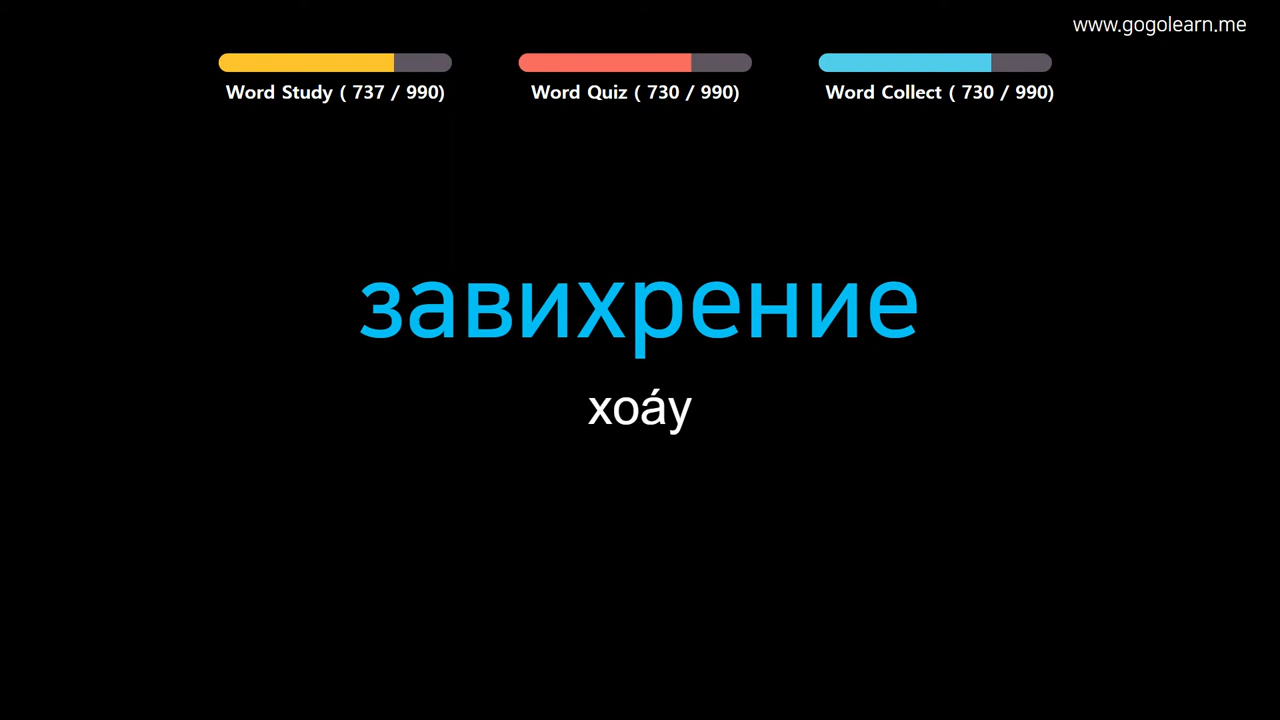 www.gogolearn.me
Word Study ( 737 / 990)
Word Quiz ( 730 / 990)
Word Collect ( 730 / 990)
завихрение
xoáy